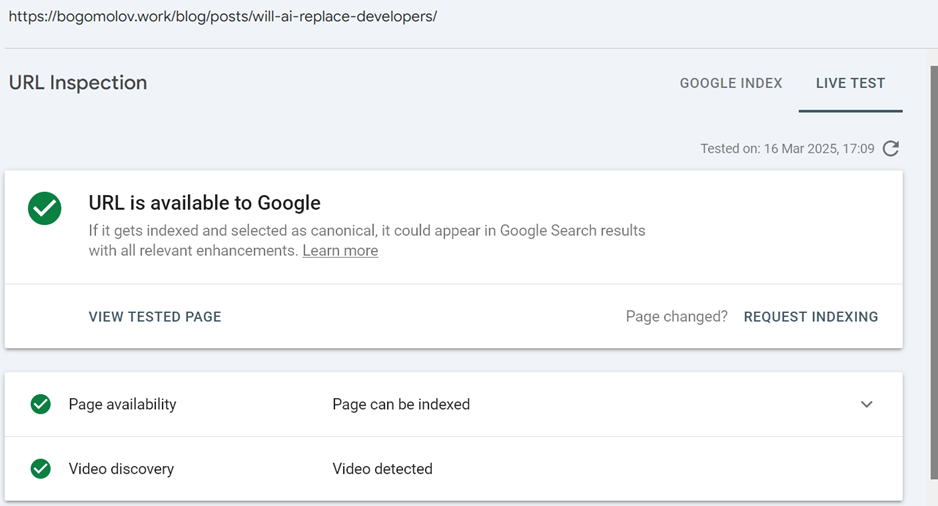 https://bogomolov.work/blog/posts/will-ai-replace-developers/
URL Inspection
GOOGLE INDEX
LIVE TEST
Tested on: 16 Mar 2025, 17:09
URL is available to Google
If it gets indexed and selected as canonical, it could appear in Google Search results
with all relevant enhancements. Learn more
VIEW TESTED PAGE
Page changed? REQUEST INDEXING
Page availability
Page can be indexed
Video discovery
Video detected